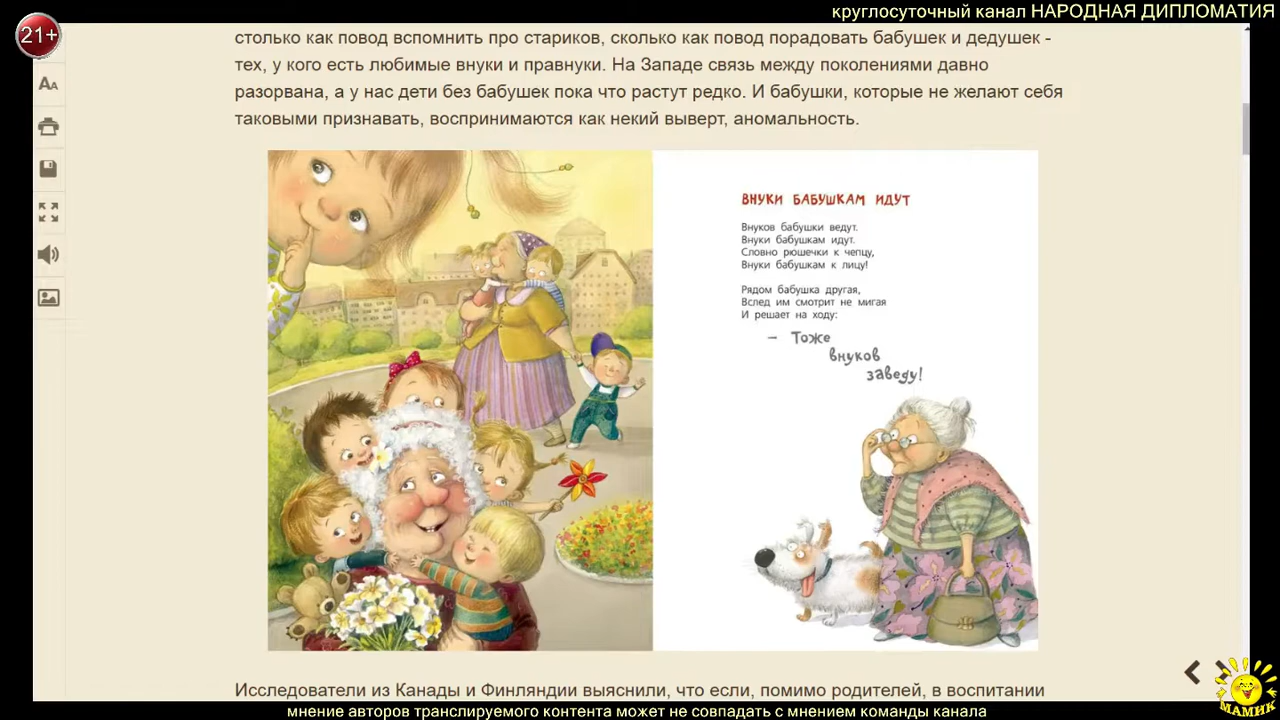 круглосуточный канал НАРОДНАЯ ДИПЛОМАТИЯ
21+
столько как повод вспомнить про стариков, сколько как повод порадовать бабушек и дедушек -
тех, у кого есть любимые внуки и правнуки. На Западе связь между поколениями давно
разорвана, а у нас дети без бабушек пока что растут редко. И бабушки, которые не желают себя
таковыми признавать, воспринимаются как некий выверт, аномальность.
AA
ВНУКИ БАБУШКАМ ИДУТ
Внуков бабушки ведут.
Внуки бабушкам идут.
Словно рюшечки к чепцу,
Внуки бабушкам к лицу!
Рядом бабушка другая,
Вслед им смотрит не мигая
И решает на ходу:
– Тоже
внуков
заведу!
Исследователи из Канады и Финляндии выяснили, что если, помимо родителей, в воспитании
МАМИК
мнение авторов транслируемого контента может не совпадать с мнением команды канала